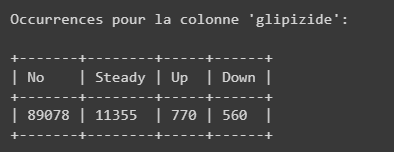 Occurrences pour la colonne 'glipizide':
+-------+--------+-----+------+
| No    | Steady | Up  | Down |
+-------+--------+-----+------+
| 89078 | 11355  | 770 | 560  |
+-------+--------+-----+------+